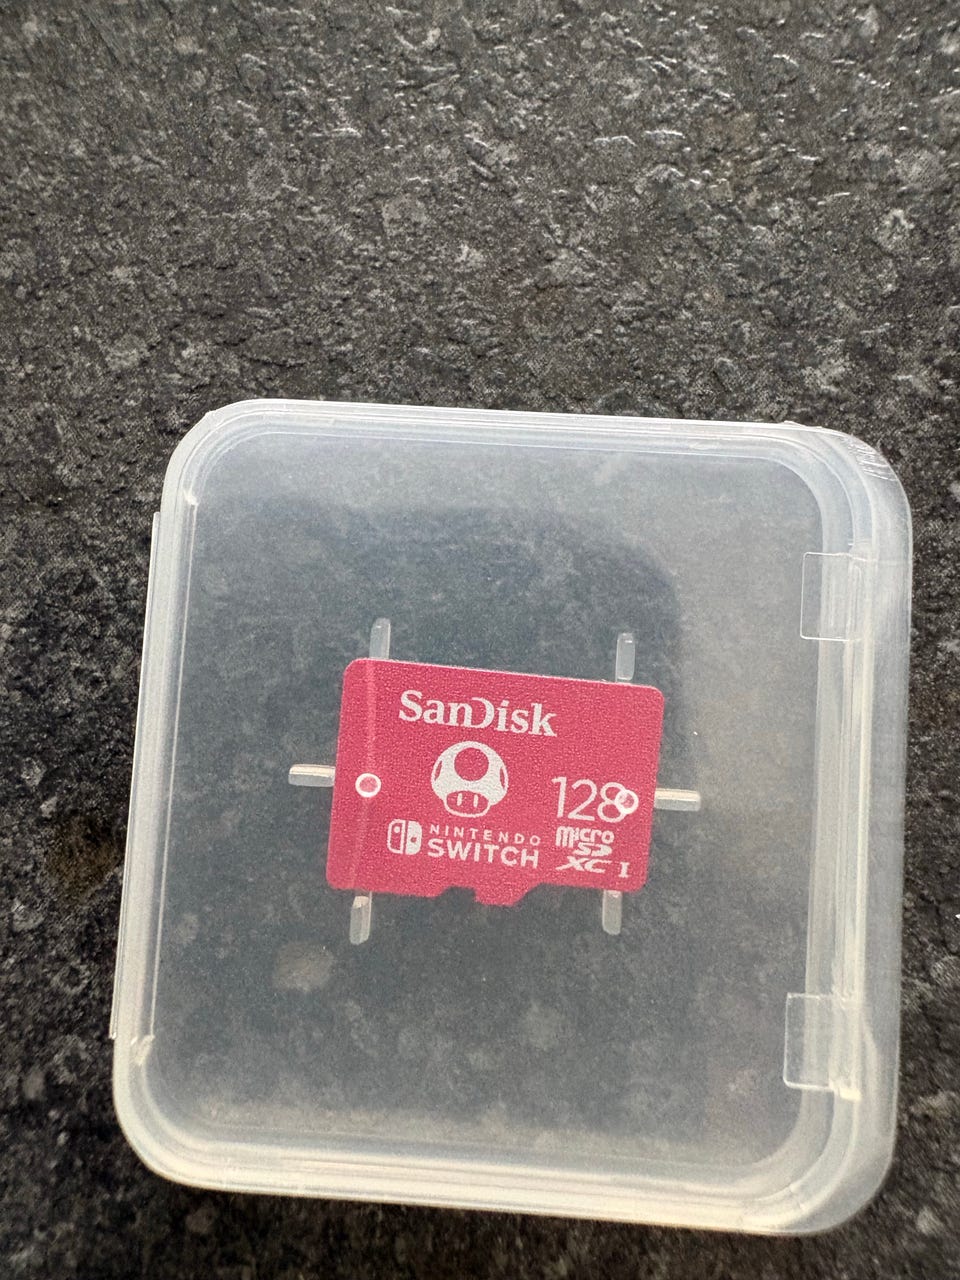 SanDisk
128
NINTENDO
SWITCH
micro
SD
XC I